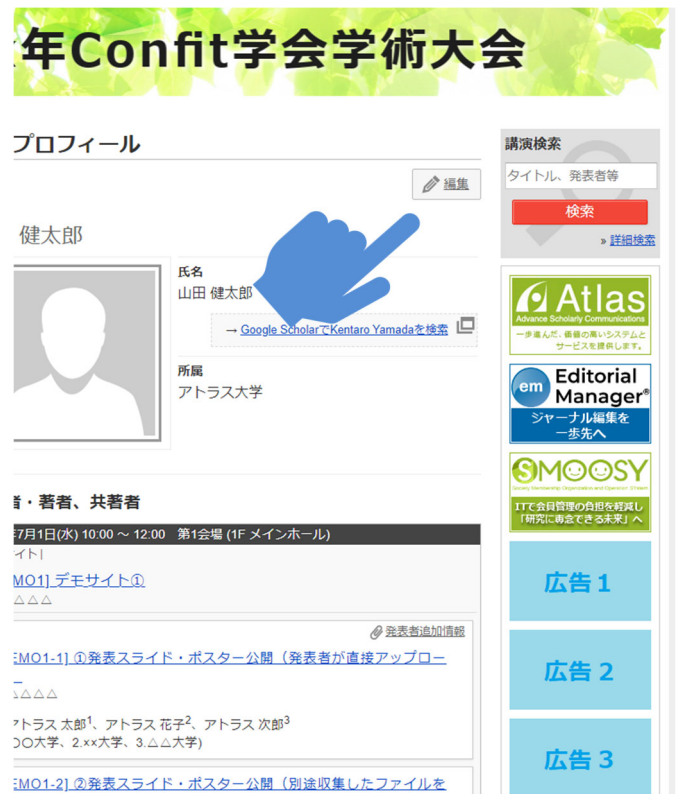 年Confit学会学術大会
プロフィール
編集
健太郎
氏名
山田 健太郎
→ Google ScholarでKentaro Yamadaを検索
所属
アトラス大学
者・著者、共著者
年7月1日(水) 10:00 ~ 12:00 第1会場 (1F メインホール)
イト|
MO1] デモサイト①
△△△
発表者追加情報
EMO1-1] ①発表スライド・ポスター公開（発表者が直接アップロー
△△△△
アトラス 太郎1、アトラス 花子2、アトラス 次郎3
〇〇大学、2.××大学、3.△△大学)
EMO1-2] ②発表スライド・ポスター公開（別途収集したファイルを
講演検索
タイトル、発表者等
検索
» 詳細検索
Atlas
Advance Scholarly Communications
一歩進んだ、価値の高いシステムと
サービスを提供します。
em Editorial
Manager®
ジャーナル編集を
一歩先へ
SMOOSY
ITで会員管理の負担を軽減し
「研究に専念できる未来」へ
広告1
広告2
広告3